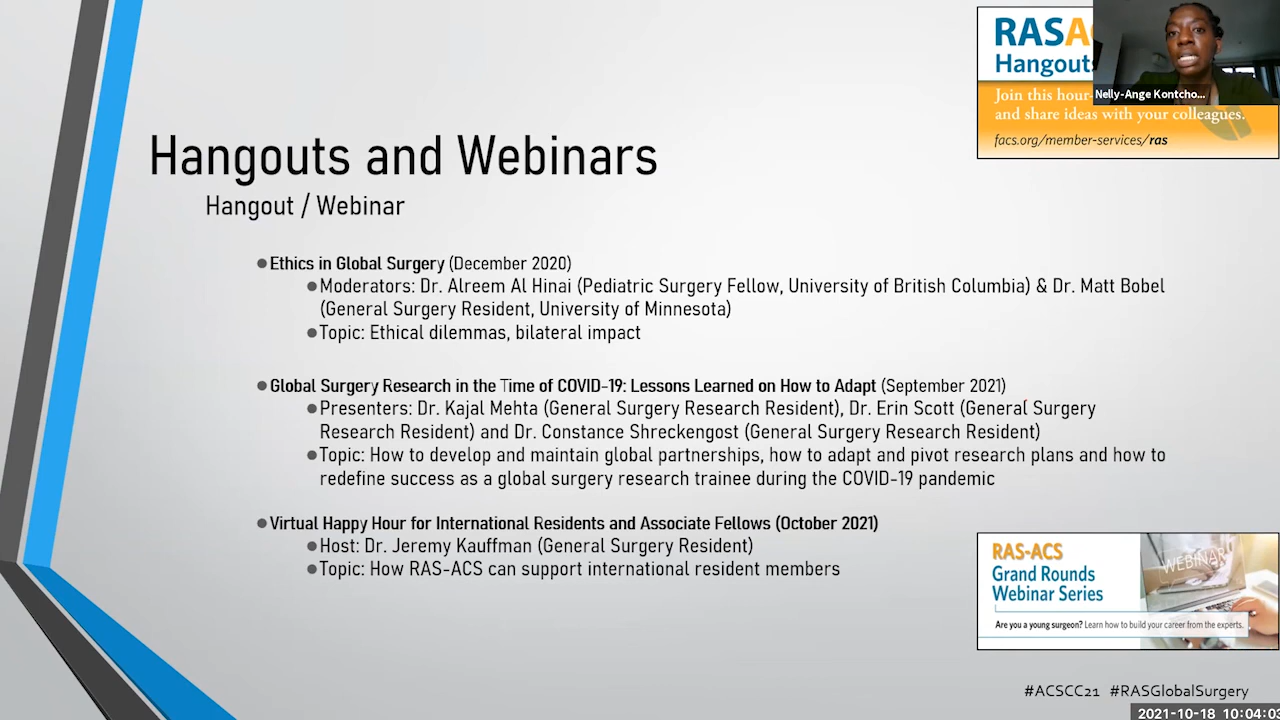 RASA
Hangouts
Join this hour-
and share ideas with your colleagues.
facs.org/member-services/ras
Nelly-Ange Kontcho...
Hangouts and Webinars
Hangout / Webinar
●Ethics in Global Surgery (December 2020)
●Moderators: Dr. Alreem Al Hinai (Pediatric Surgery Fellow, University of British Columbia) & Dr. Matt Bobel
(General Surgery Resident, University of Minnesota)
●Topic: Ethical dilemmas, bilateral impact
●Global Surgery Research in the Time of COVID-19: Lessons Learned on How to Adapt (September 2021)
●Presenters: Dr. Kajal Mehta (General Surgery Research Resident), Dr. Erin Scott (General Surgery
Research Resident) and Dr. Constance Shreckengost (General Surgery Research Resident)
●Topic: How to develop and maintain global partnerships, how to adapt and pivot research plans and how to
redefine success as a global surgery research trainee during the COVID-19 pandemic
●Virtual Happy Hour for International Residents and Associate Fellows (October 2021)
●Host: Dr. Jeremy Kauffman (General Surgery Resident)
●Topic: How RAS-ACS can support international resident members
RAS-ACS
Grand Rounds
Webinar Series
WEBINAR
Are you a young surgeon? Learn how to build your career from the experts.
#ACSCC21 #RASGlobalSurgery
2021-10-18 10:04:03